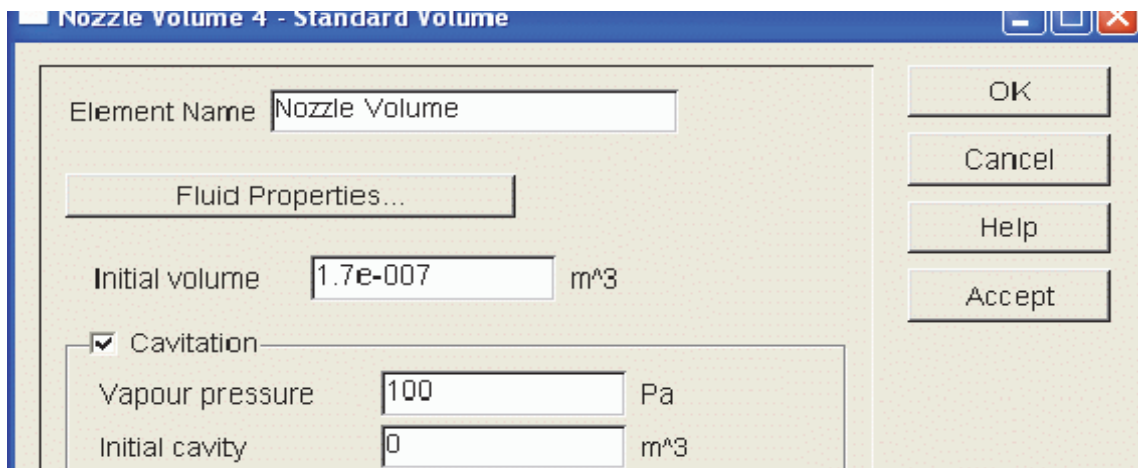 Nozzle Volume 4 - Standard Volume
Element Name Nozzle Volume
OK
Cancel
Fluid Properties...
Help
Initial volume 1.7e-007 m^3
Accept
Cavitation
Vapour pressure 100 Pa
Initial cavity 0 m^3